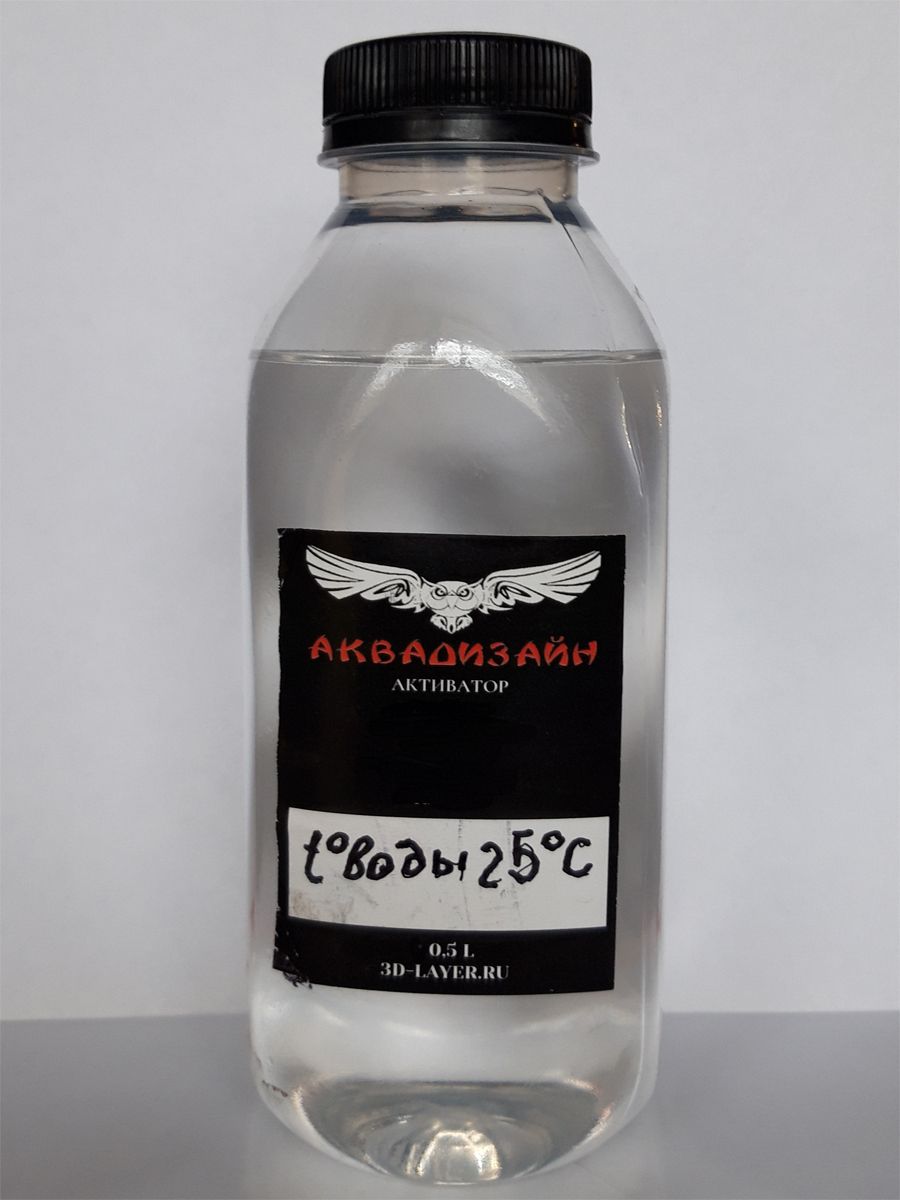 АКВАДИЗАЙН
АКТИВАТОР
t° воды 25°C
0,5 L
3D-LAYER.RU